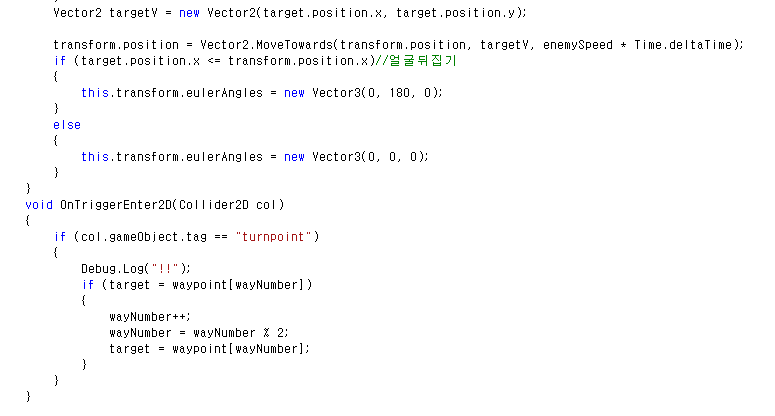 Vector2 targetV = new Vector2(target.position.x, target.position.y);
transform.position = Vector2.MoveTowards(transform.position, targetV, enemySpeed * Time.deltaTime);
if (target.position.x <= transform.position.x)//얼굴뒤집기
{
this.transform.eulerAngles = new Vector3(0, 180, 0);
}
else
{
this.transform.eulerAngles = new Vector3(0, 0, 0);
}
}
void OnTriggerEnter2D(Collider2D col)
{
if (col.gameObject.tag == "turnpoint")
{
Debug.Log("!!");
if (target = waypoint[wayNumber])
{
wayNumber++;
wayNumber = wayNumber % 2;
target = waypoint[wayNumber];
}
}
}